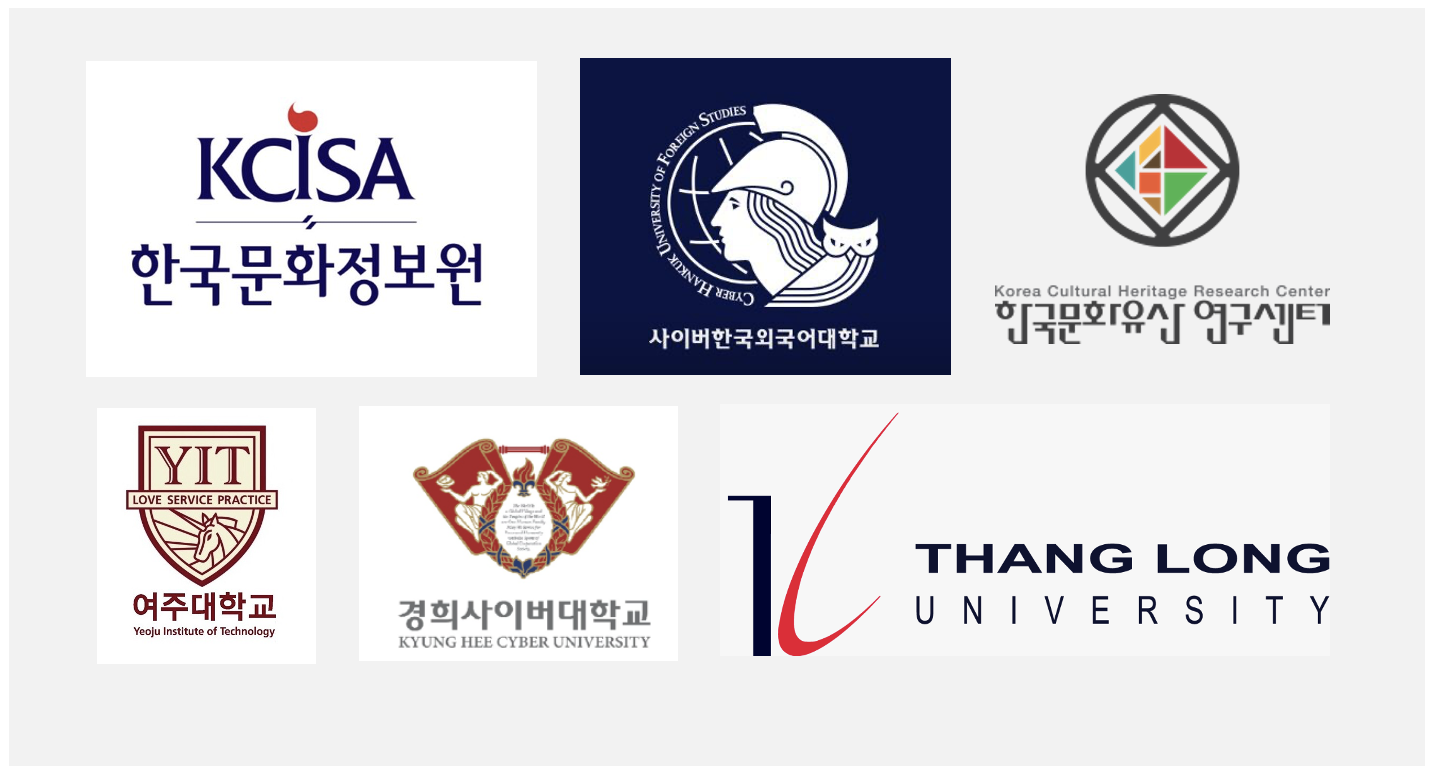 KCISA
한국문화정보원
CYBER HANKUK UNIVERSITY OF FOREIGN STUDIES
사이버한국외국어대학교
Korea Cultural Heritage Research Center
한국문화유산 연구센터
YIT
LOVE SERVICE PRACTICE
여주대학교
Yeoju Institute of Technology
경희사이버대학교
KYUNG HEE CYBER UNIVERSITY
THANG LONG
UNIVERSITY